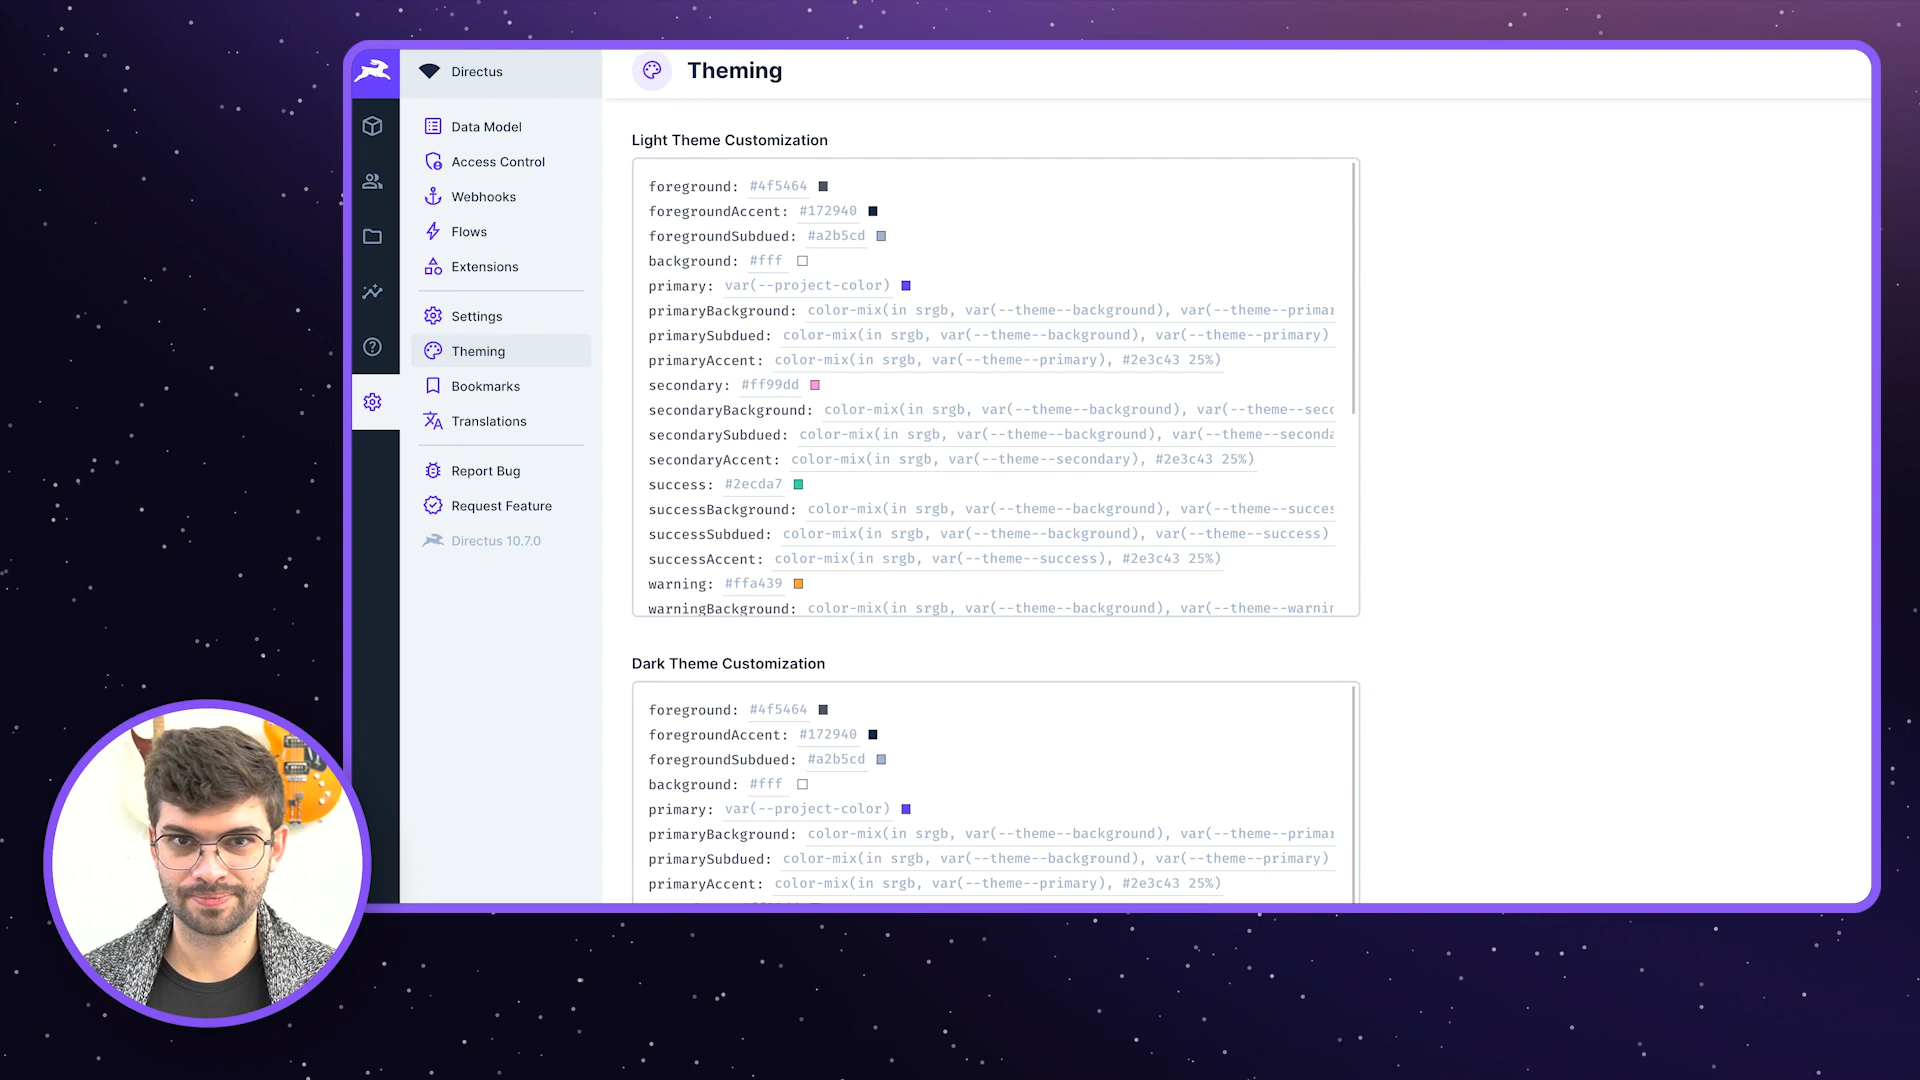 Directus
Data Model
Access Control
Webhooks
Flows
Extensions
Settings
Theming
Bookmarks
Translations
Report Bug
Request Feature
Directus 10.7.0
Theming
Light Theme Customization
foreground: #4f5464
foregroundAccent: #172940
foregroundSubdued: #a2b5cd
background: #fff
primary: var(--project-color)
primaryBackground: color-mix(in srgb, var(--theme--background), var(--theme--primar
primarySubdued: color-mix(in srgb, var(--theme--background), var(--theme--primary)
primaryAccent: color-mix(in srgb, var(--theme--primary), #2e3c43 25%)
secondary: #ff99dd
secondaryBackground: color-mix(in srgb, var(--theme--background), var(--theme--seco
secondarySubdued: color-mix(in srgb, var(--theme--background), var(--theme--seconda
secondaryAccent: color-mix(in srgb, var(--theme--secondary), #2e3c43 25%)
success: #2ecda7
successBackground: color-mix(in srgb, var(--theme--background), var(--theme--succes
successSubdued: color-mix(in srgb, var(--theme--background), var(--theme--success)
successAccent: color-mix(in srgb, var(--theme--success), #2e3c43 25%)
warning: #ffa439
warningBackground: color-mix(in srgb, var(--theme--background), var(--theme--warnin
Dark Theme Customization
foreground: #4f5464
foregroundAccent: #172940
foregroundSubdued: #a2b5cd
background: #fff
primary: var(--project-color)
primaryBackground: color-mix(in srgb, var(--theme--background), var(--theme--primar
primarySubdued: color-mix(in srgb, var(--theme--background), var(--theme--primary)
primaryAccent: color-mix(in srgb, var(--theme--primary), #2e3c43 25%)